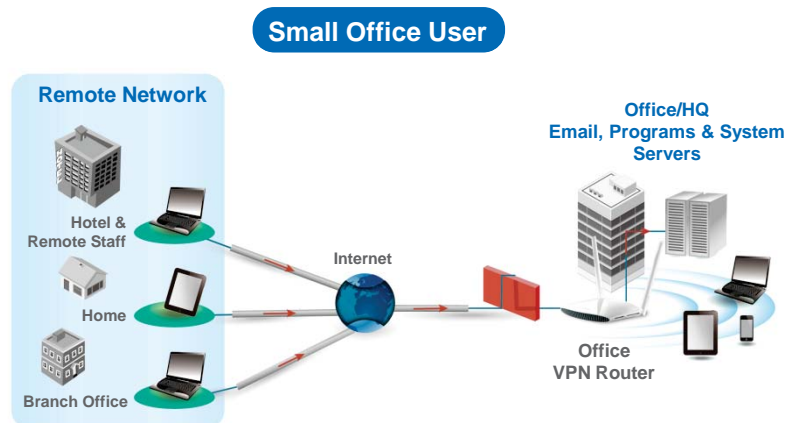 Small Office User
Remote Network
Hotel &
Remote Staff
Home
Branch Office
Internet
Office/HQ
Email, Programs & System
Servers
Office
VPN Router